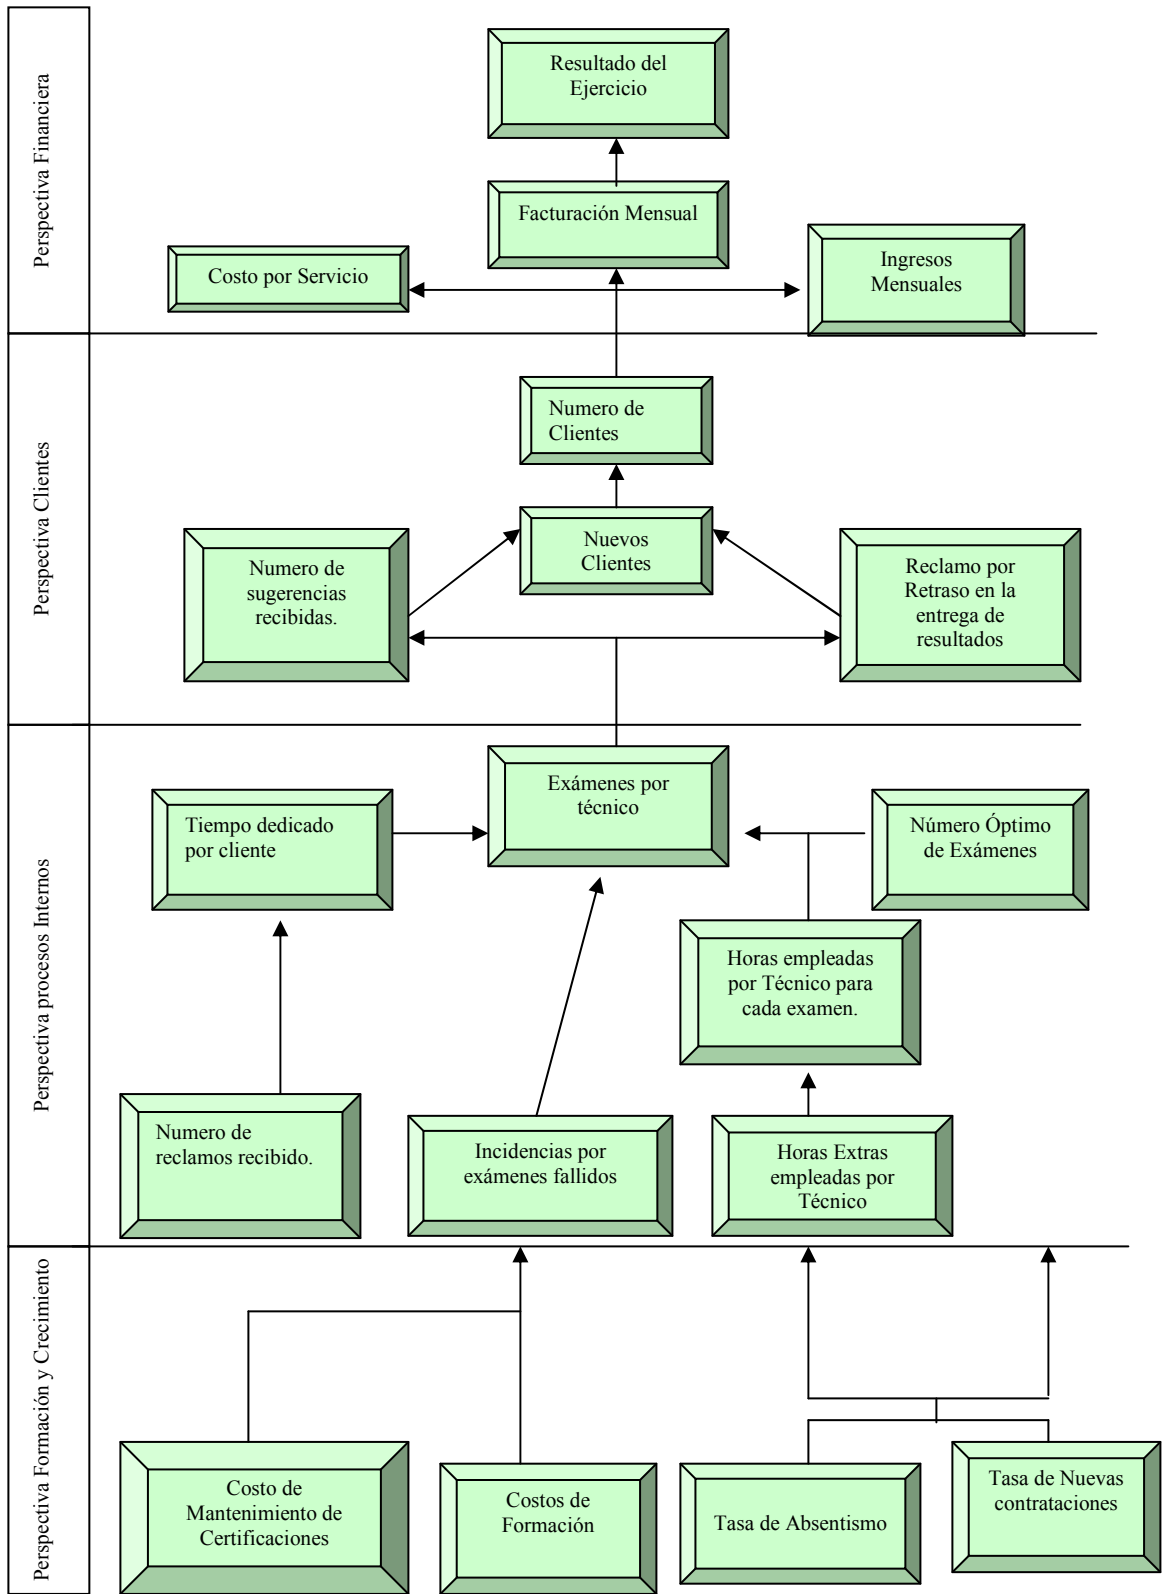 Perspectiva Financiera
Resultado del
Ejercicio
Facturación Mensual
Costo por Servicio
Ingresos
Mensuales
Perspectiva Clientes
Numero de
Clientes
Nuevos
Clientes
Numero de
sugerencias
recibidas.
Reclamo por
Retraso en la
entrega de
resultados
Perspectiva procesos Internos
Exámenes por
técnico
Tiempo dedicado
por cliente
Número Óptimo
de Exámenes
Horas empleadas
por Técnico para
cada examen.
Numero de
reclamos recibido.
Incidencias por
exámenes fallidos
Horas Extras
empleadas por
Técnico
Perspectiva Formación y Crecimiento
Costo de
Mantenimiento de
Certificaciones
Costos de
Formación
Tasa de Absentismo
Tasa de Nuevas
contrataciones